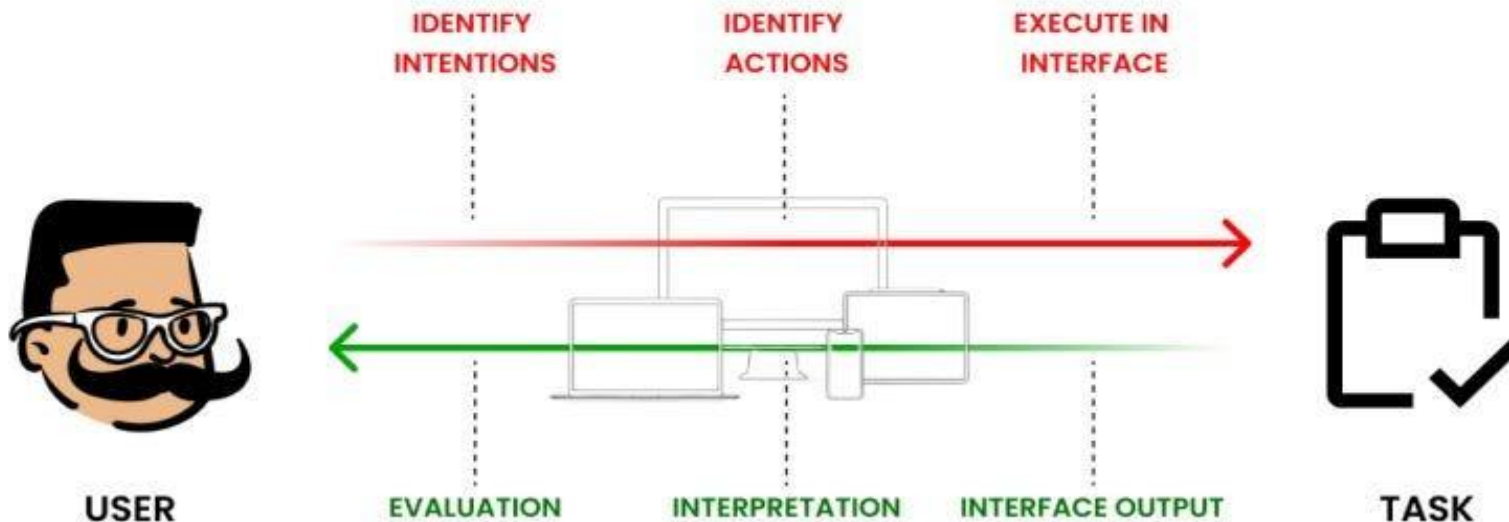 IDENTIFY
INTENTIONS
IDENTIFY
ACTIONS
EXECUTE IN
INTERFACE
USER
EVALUATION
INTERPRETATION
INTERFACE OUTPUT
TASK